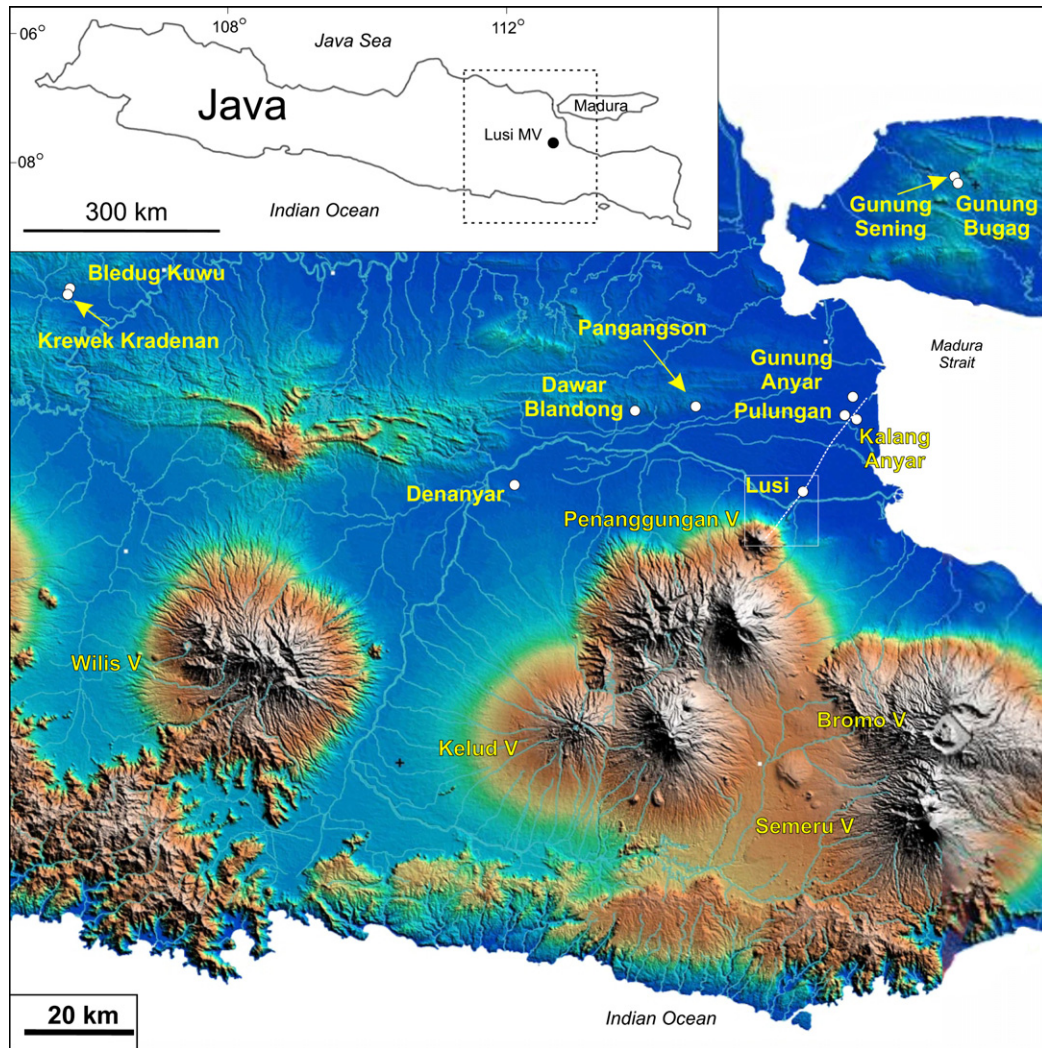 108°
112°
06°
Java Sea
Java
Madura
Lusi MV
08°
300 km
Indian Ocean
Gunung
Sening
Gunung
Bugag
Bledug Kuwu
Krewek Kradenan
Pangangson
Gunung
Anyar
Madura
Strait
Dawar
Blandong
Pulungan
Kalang
Anyar
Denanyar
Lusi
Penanggungan V
Wilis V
Kelud V
Bromo V
Semeru V
20 km
Indian Ocean